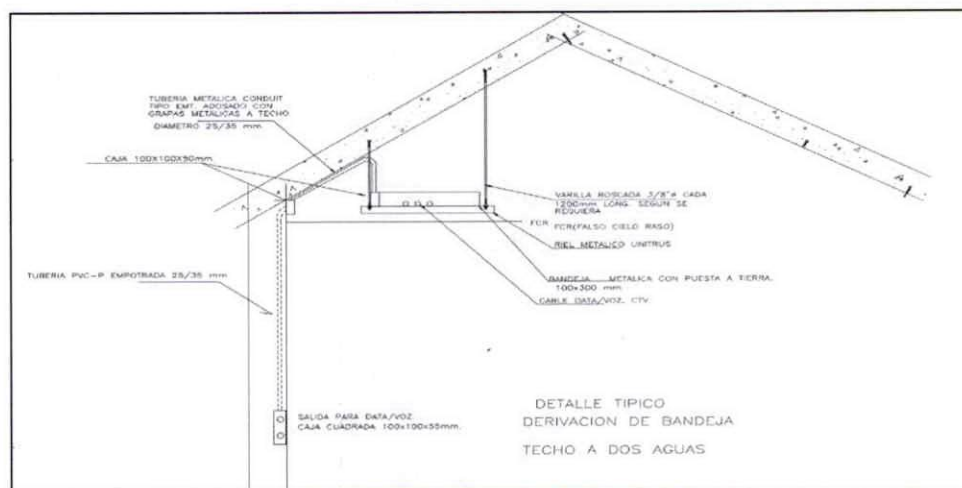 TUBERIA METALICA CONDUIT
TIPO EMT. ADOSADO CON
GRAPAS METALICAS A TECHO
DIAMETRO 25/35 mm.
CAJA 100X100X50mm.
VARILLA ROSCADA 3/8"ø CADA
1200mm LONG. SEGUN SE
REQUIERA
FCR
FCR(FALSO CIELO RASO)
RIEL METALICO UNITRUS
TUBERIA PVC-P EMPOTRADA 25/35 mm
BANDEJA METALICA CON PUESTA A TIERRA.
100x300 mm.
CABLE DATA/VOZ, CTV.
SALIDA PARA DATA/VOZ
CAJA CUADRADA 100x100x55mm.
DETALLE TIPICO
DERIVACION DE BANDEJA
TECHO A DOS AGUAS